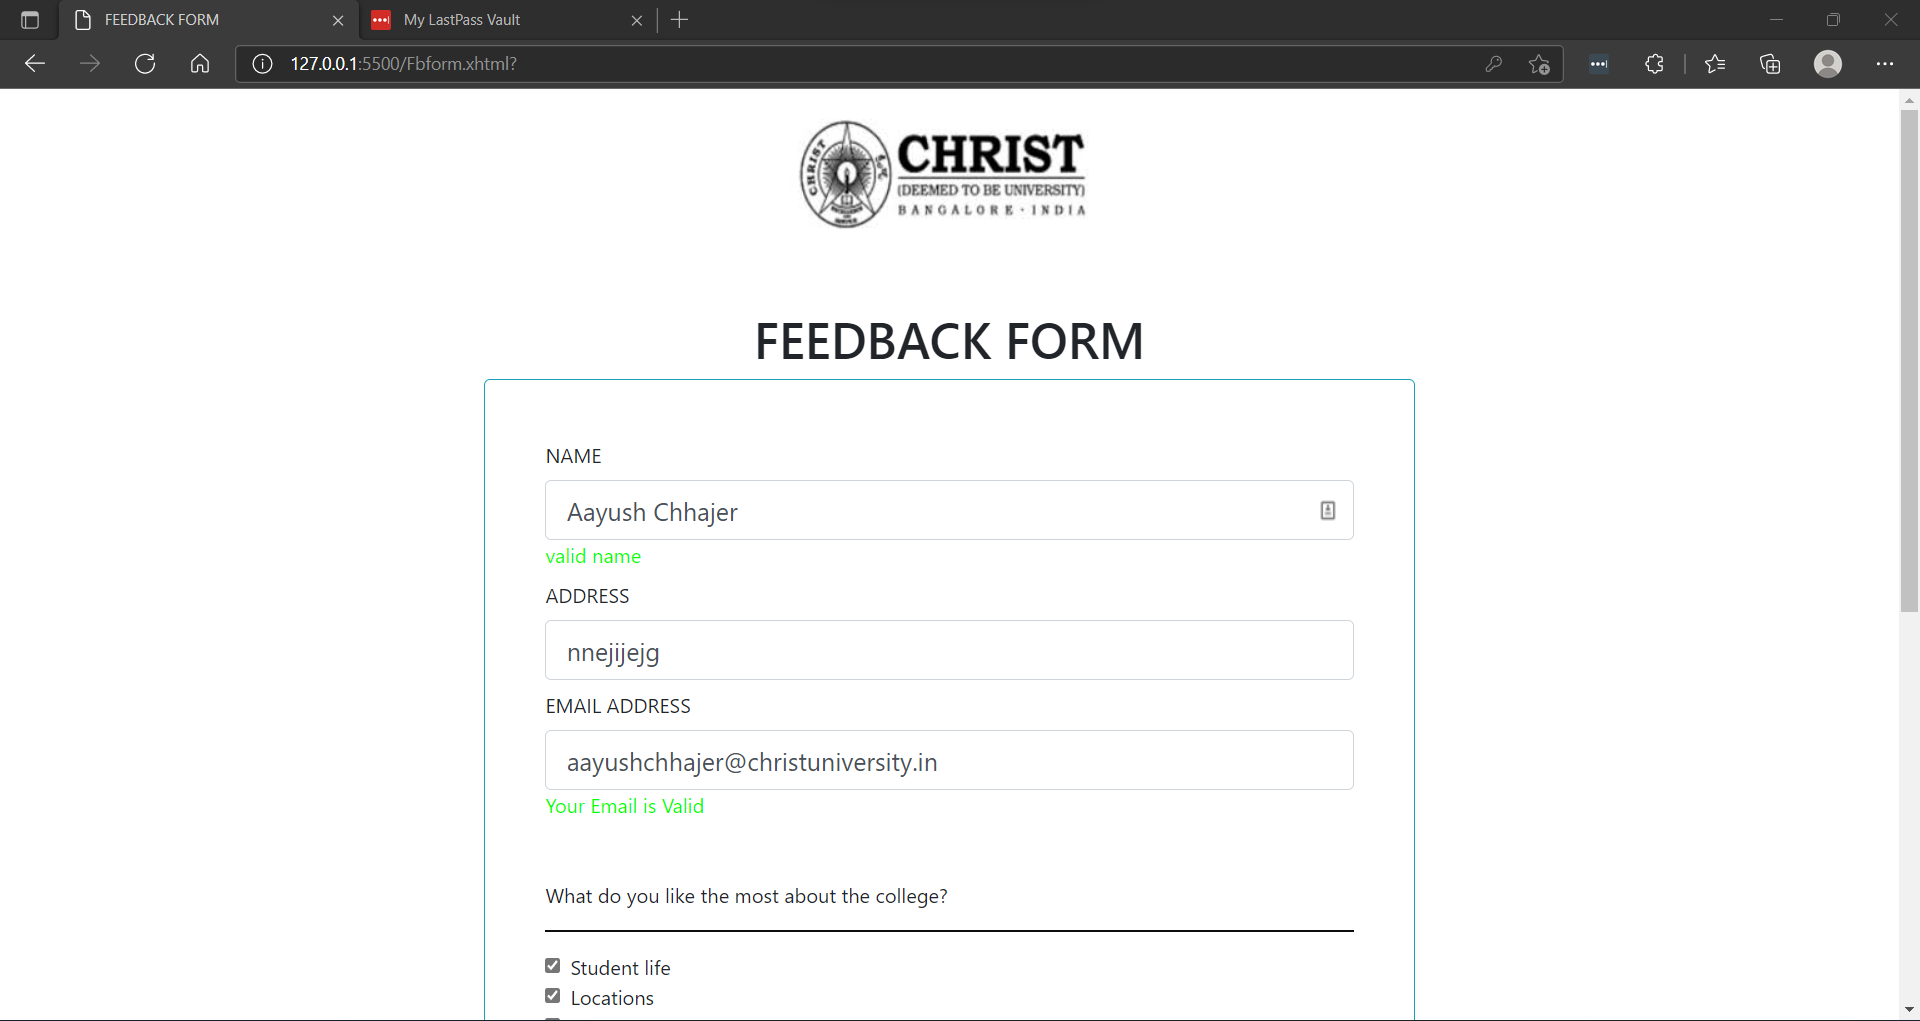 FEEDBACK FORM
My LastPass Vault
127.0.0.1:5500/Fbform.xhtml?
CHRIST
CHRIST
(DEEMED TO BE UNIVERSITY)
BANGALORE · INDIA
FEEDBACK FORM
NAME
Aayush Chhajer
valid name
ADDRESS
nnejijejg
EMAIL ADDRESS
aayushchhajer@christuniversity.in
Your Email is Valid
What do you like the most about the college?
Student life
Locations